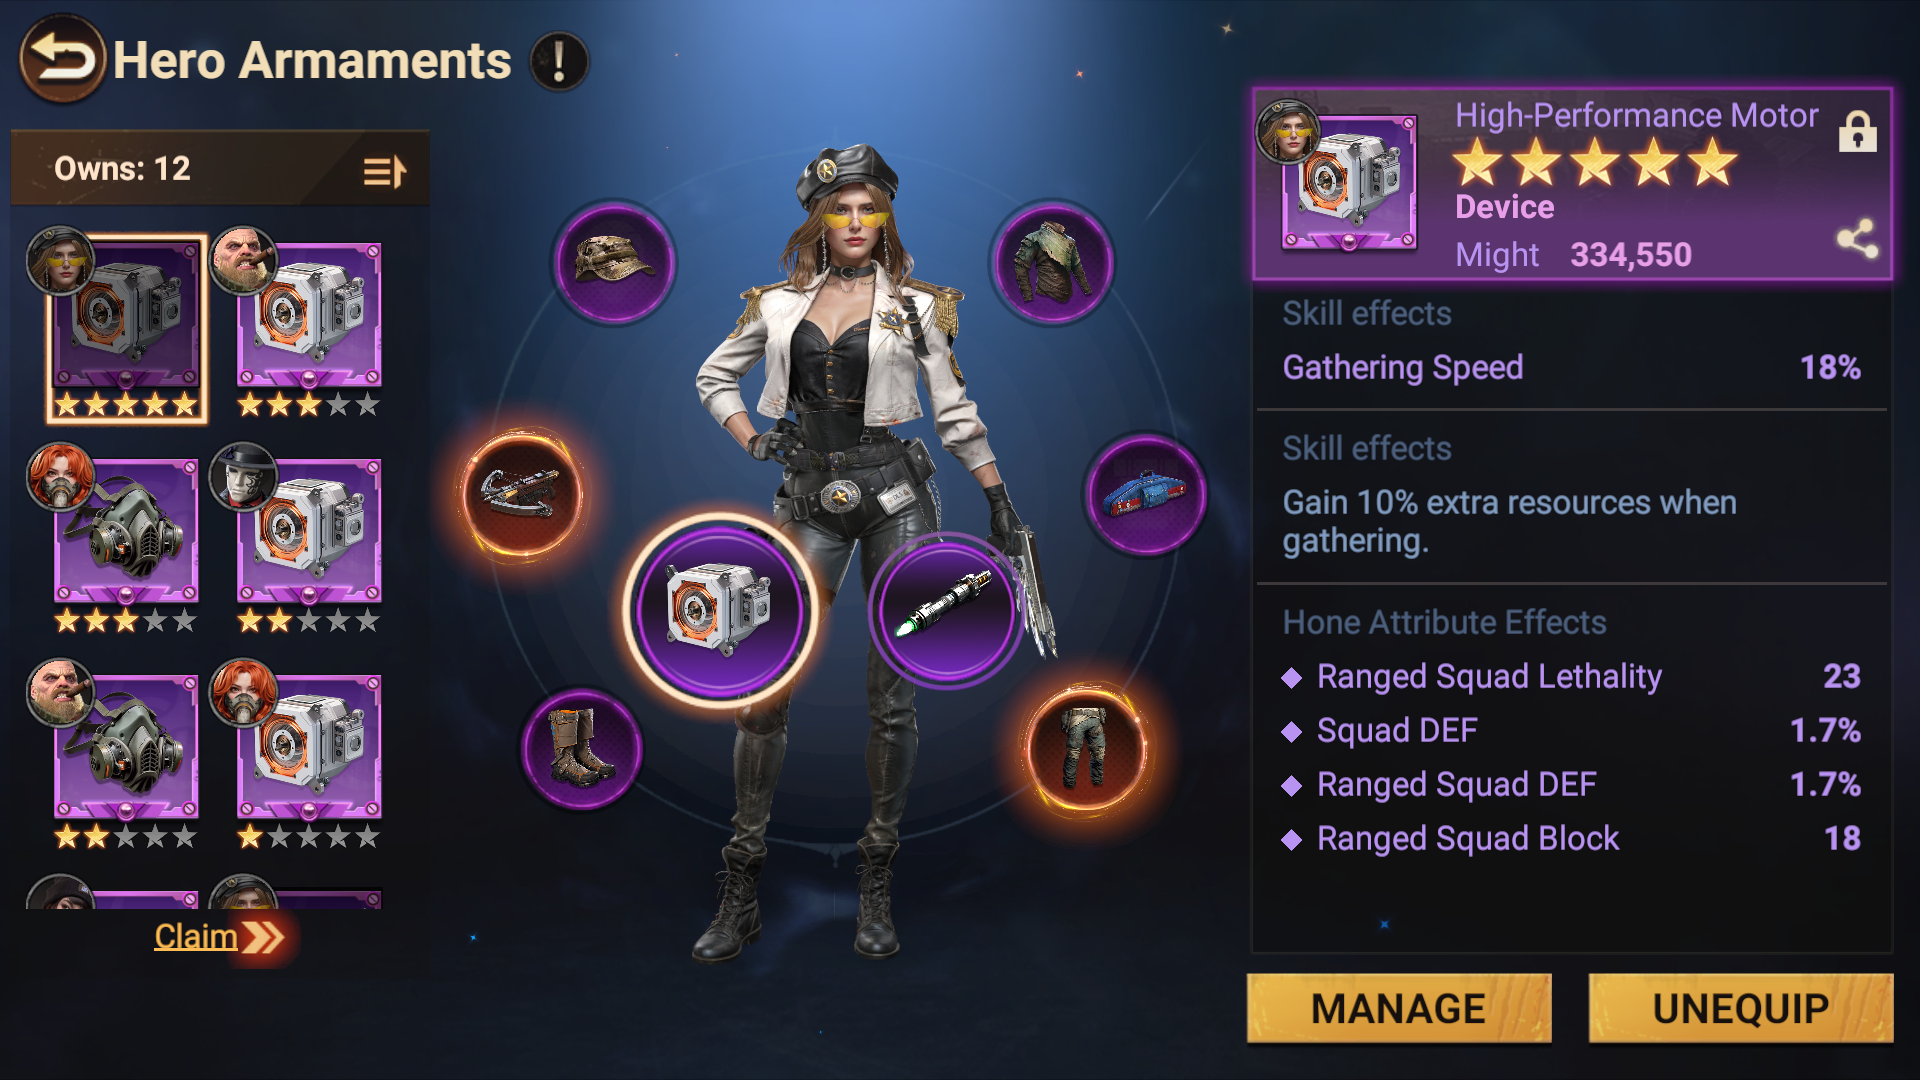 Hero Armaments
Owns: 12
Claim
High-Performance Motor
Device
Might 334,550
Skill effects
Gathering Speed 18%
Skill effects
Gain 10% extra resources when
gathering.
Hone Attribute Effects
Ranged Squad Lethality 23
Squad DEF 1.7%
Ranged Squad DEF 1.7%
Ranged Squad Block 18
MANAGE
UNEQUIP